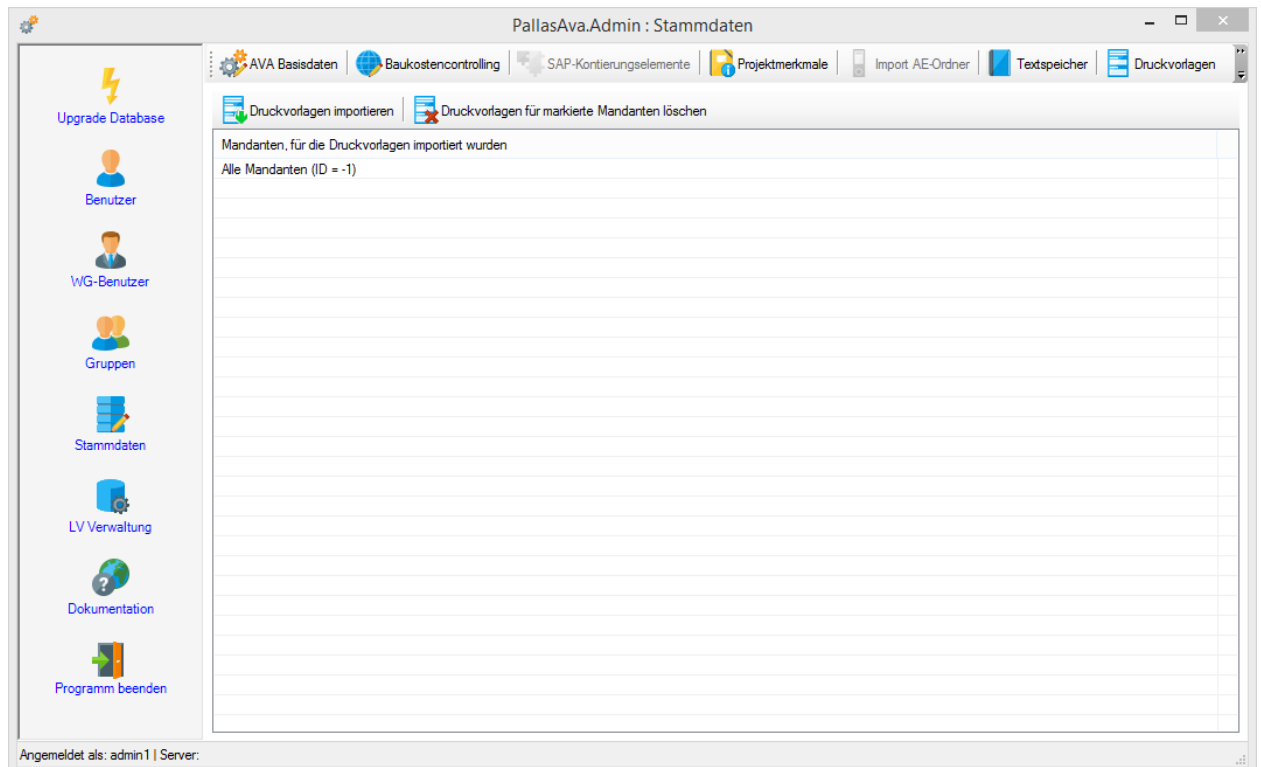 PallasAva.Admin : Stammdaten
AVA Basisdaten Baukostencontrolling SAP-Kontierungselemente Projektmerkmale Import AE-Ordner Textspeicher Druckvorlagen
Druckvorlagen importieren Druckvorlagen für markierte Mandanten löschen
Mandanten, für die Druckvorlagen importiert wurden
Alle Mandanten (ID = -1)
Upgrade Database
Benutzer
WG-Benutzer
Gruppen
Stammdaten
LV Verwaltung
Dokumentation
Programm beenden
Angemeldet als: admin1 | Server: